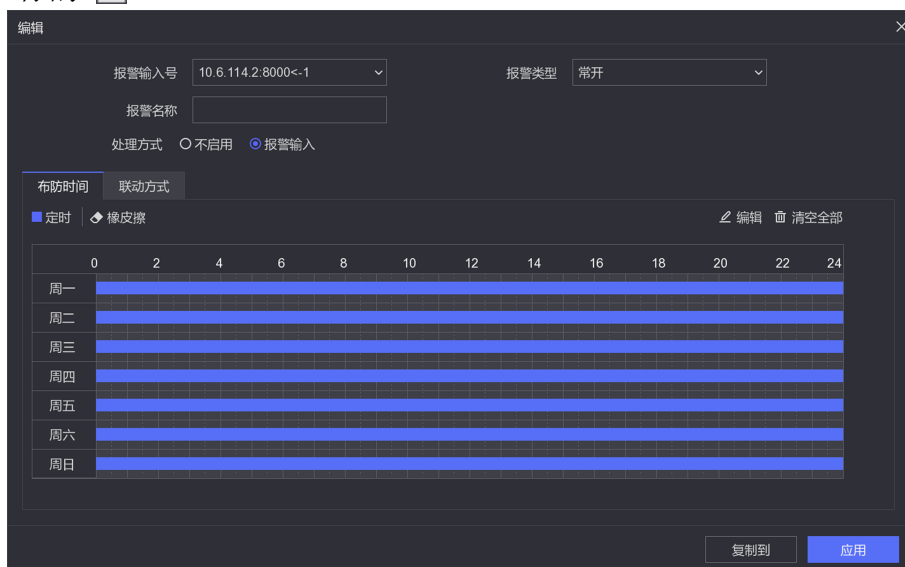 编辑
报警输入号 10.6.114.2:8000<-1 报警类型 常开
报警名称
处理方式 不启用 报警输入
布防时间 联动方式
定时 橡皮擦 编辑 清空全部
0 2 4 6 8 10 12 14 16 18 20 22 24
周一
周二
周三
周四
周五
周六
周日
复制到 应用